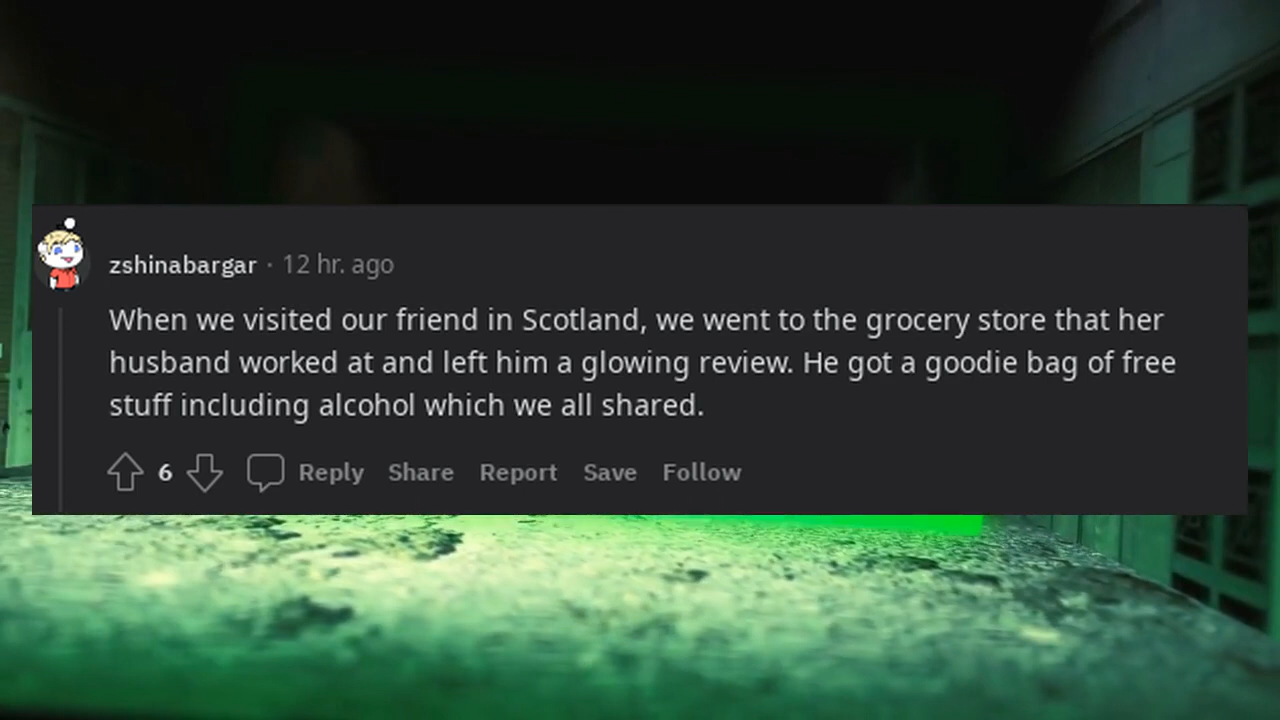 zshinabargar · 12 hr. ago
When we visited our friend in Scotland, we went to the grocery store that her
husband worked at and left him a glowing review. He got a goodie bag of free
stuff including alcohol which we all shared.
6 Reply Share Report Save Follow